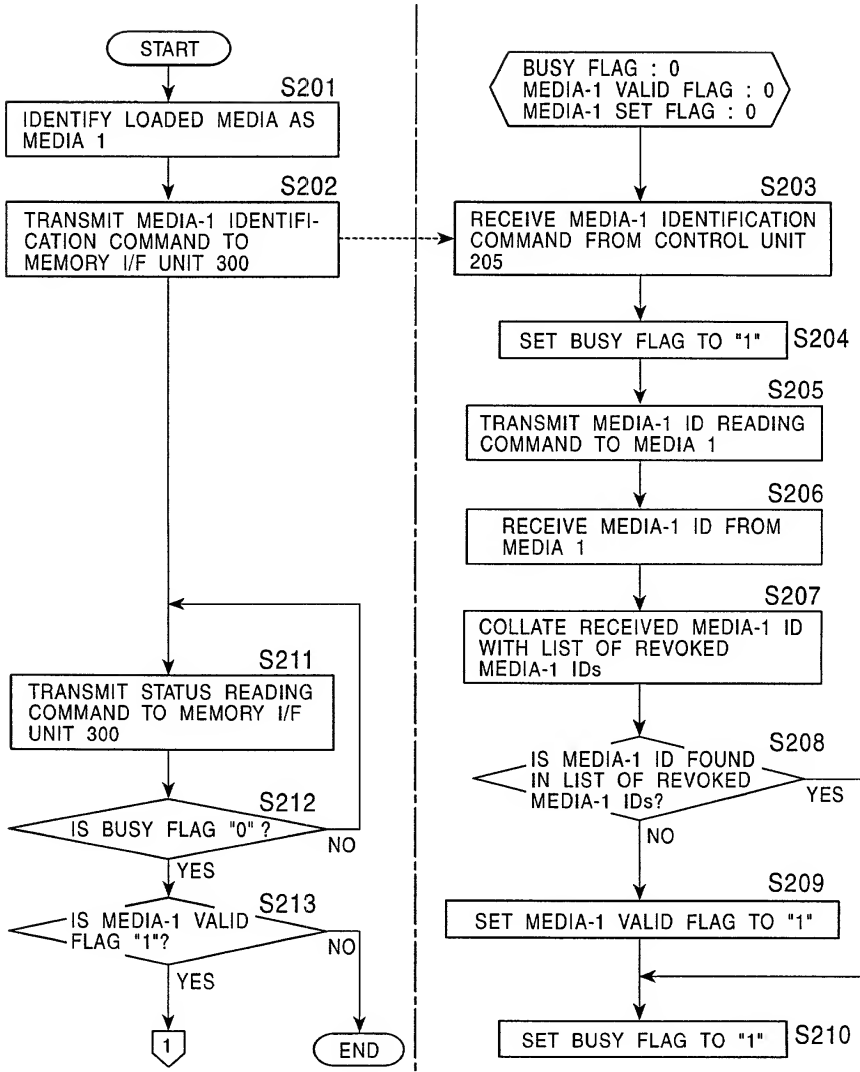 START
S201
IDENTIFY LOADED MEDIA AS
MEDIA 1
S202
TRANSMIT MEDIA-1 IDENTIFI-
CATION COMMAND TO
MEMORY I/F UNIT 300
S211
TRANSMIT STATUS READING
COMMAND TO MEMORY I/F
UNIT 300
S212
IS BUSY FLAG "0" ?
NO
YES
S213
IS MEDIA-1 VALID
FLAG "1"?
NO
YES
1
END
BUSY FLAG : 0
MEDIA-1 VALID FLAG : 0
MEDIA-1 SET FLAG : 0
S203
RECEIVE MEDIA-1 IDENTIFICATION
COMMAND FROM CONTROL UNIT
205
SET BUSY FLAG TO "1"
S204
S205
TRANSMIT MEDIA-1 ID READING
COMMAND TO MEDIA 1
S206
RECEIVE MEDIA-1 ID FROM
MEDIA 1
S207
COLLATE RECEIVED MEDIA-1 ID
WITH LIST OF REVOKED
MEDIA-1 IDs
S208
IS MEDIA-1 ID FOUND
IN LIST OF REVOKED
MEDIA-1 IDs?
YES
NO
S209
SET MEDIA-1 VALID FLAG TO "1"
SET BUSY FLAG TO "1"
S210